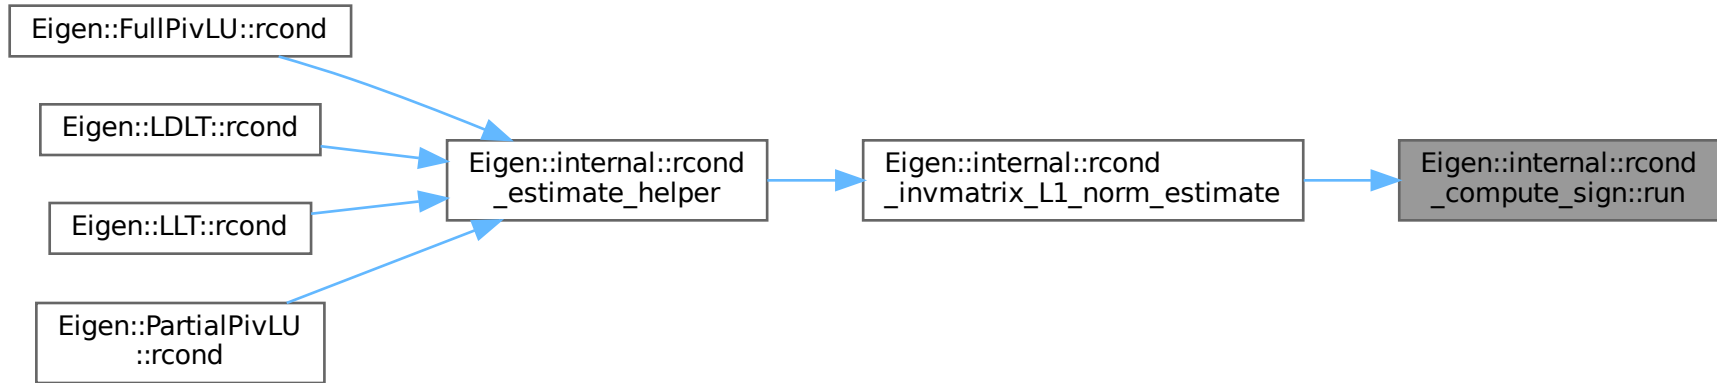 Eigen::FullPivLU::rcond
Eigen::LDLT::rcond
Eigen::LLT::rcond
Eigen::PartialPivLU
::rcond
Eigen::internal::rcond
_estimate_helper
Eigen::internal::rcond
_invmatrix_L1_norm_estimate
Eigen::internal::rcond
_compute_sign::run